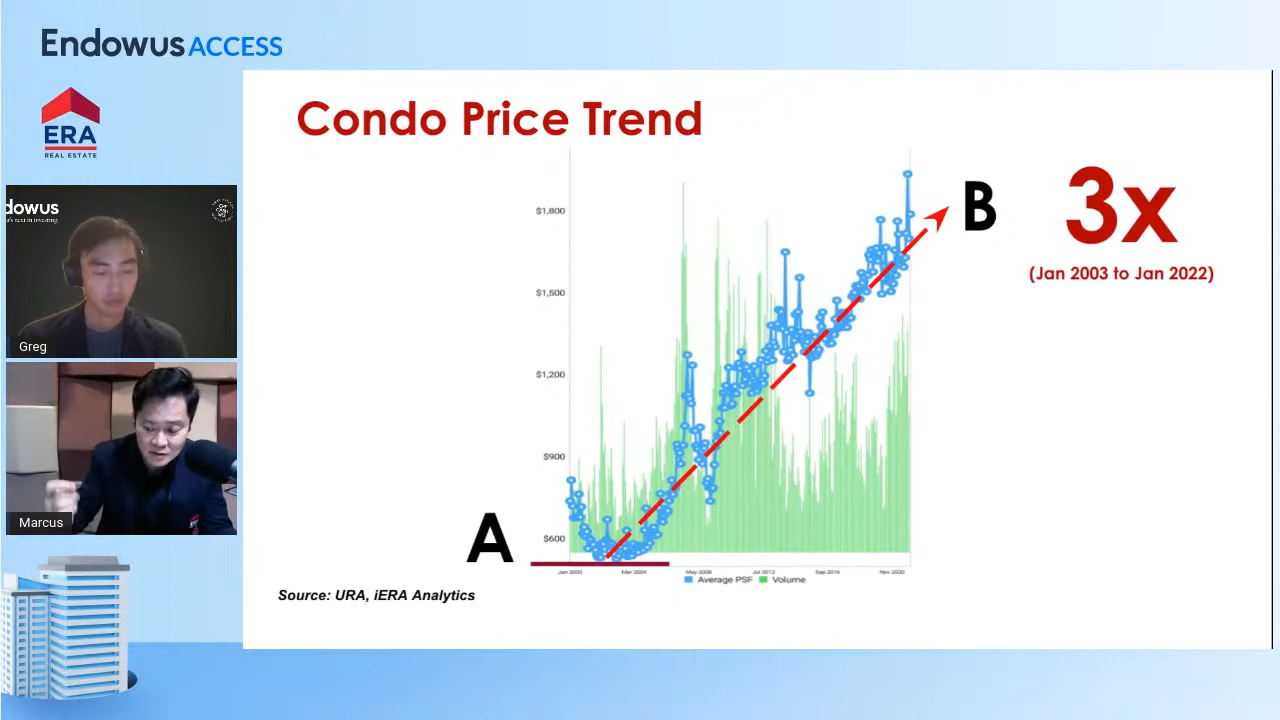 Endowus ACCESS
ERA
REAL ESTATE
dowus
Greg
Marcus
Condo Price Trend
$1,800
$1,500
$1,200
$900
$600
A
B
3x
(Jan 2003 to Jan 2022)
Jan 2000 Mar 2004 May 2008 Jul 2012 Sep 2016 Nov 2020
Average PSF Volume
Source: URA, iERA Analytics